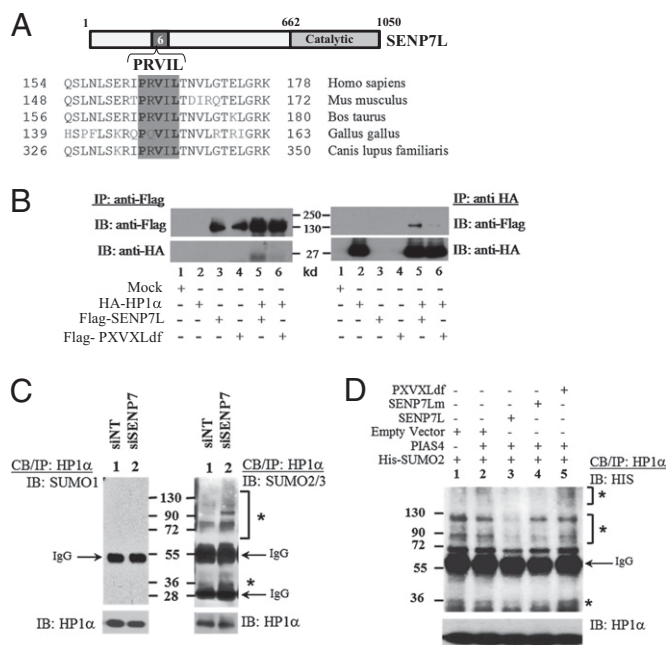 A
1 662 1050
6 Catalytic SENP7L
PRVIL
154 QSLNLSERIPRVILTNVLGTELGRK 178 Homo sapiens
148 QSLNLSERTPRVILTDIRQTELGRK 172 Mus musculus
156 QSLNLSERIPRVILTNVLGTKLGRK 180 Bos taurus
139 HSPFLSKRQPQVILTNVLRTRIGRK 163 Gallus gallus
326 QSLNLSKRIPRVILTNVLGTELGRK 350 Canis lupus familiaris
B
IP: anti-Flag IP: anti HA
IB: anti-Flag 250 IB: anti-Flag
130
IB: anti-HA 27 IB: anti-HA
1 2 3 4 5 6 kd 1 2 3 4 5 6
Mock + - - - - - + - - - - -
HA-HP1α - + - - + + - + - - + +
Flag-SENP7L - - + - + - - - + - + -
Flag- PXVXLdf - - - + - + - - - + - +
C
siNT siSENP7 siNT siSENP7
CB/IP: HP1α 1 2 CB/IP: HP1α 1 2
IB: SUMO1 IB: SUMO2/3
130
90 *
72
IgG 55 IgG
36 *
28 IgG
IB: HP1α IB: HP1α
D
PXVXLdf - - - - +
SENP7Lm - - - + -
SENP7L - - + - -
Empty Vector + + - - -
PIAS4 - + + + +
His-SUMO2 + + + + + CB/IP: HP1α
1 2 3 4 5 IB: HIS
*
130
90 *
72
55 IgG
36 *
IB: HP1α